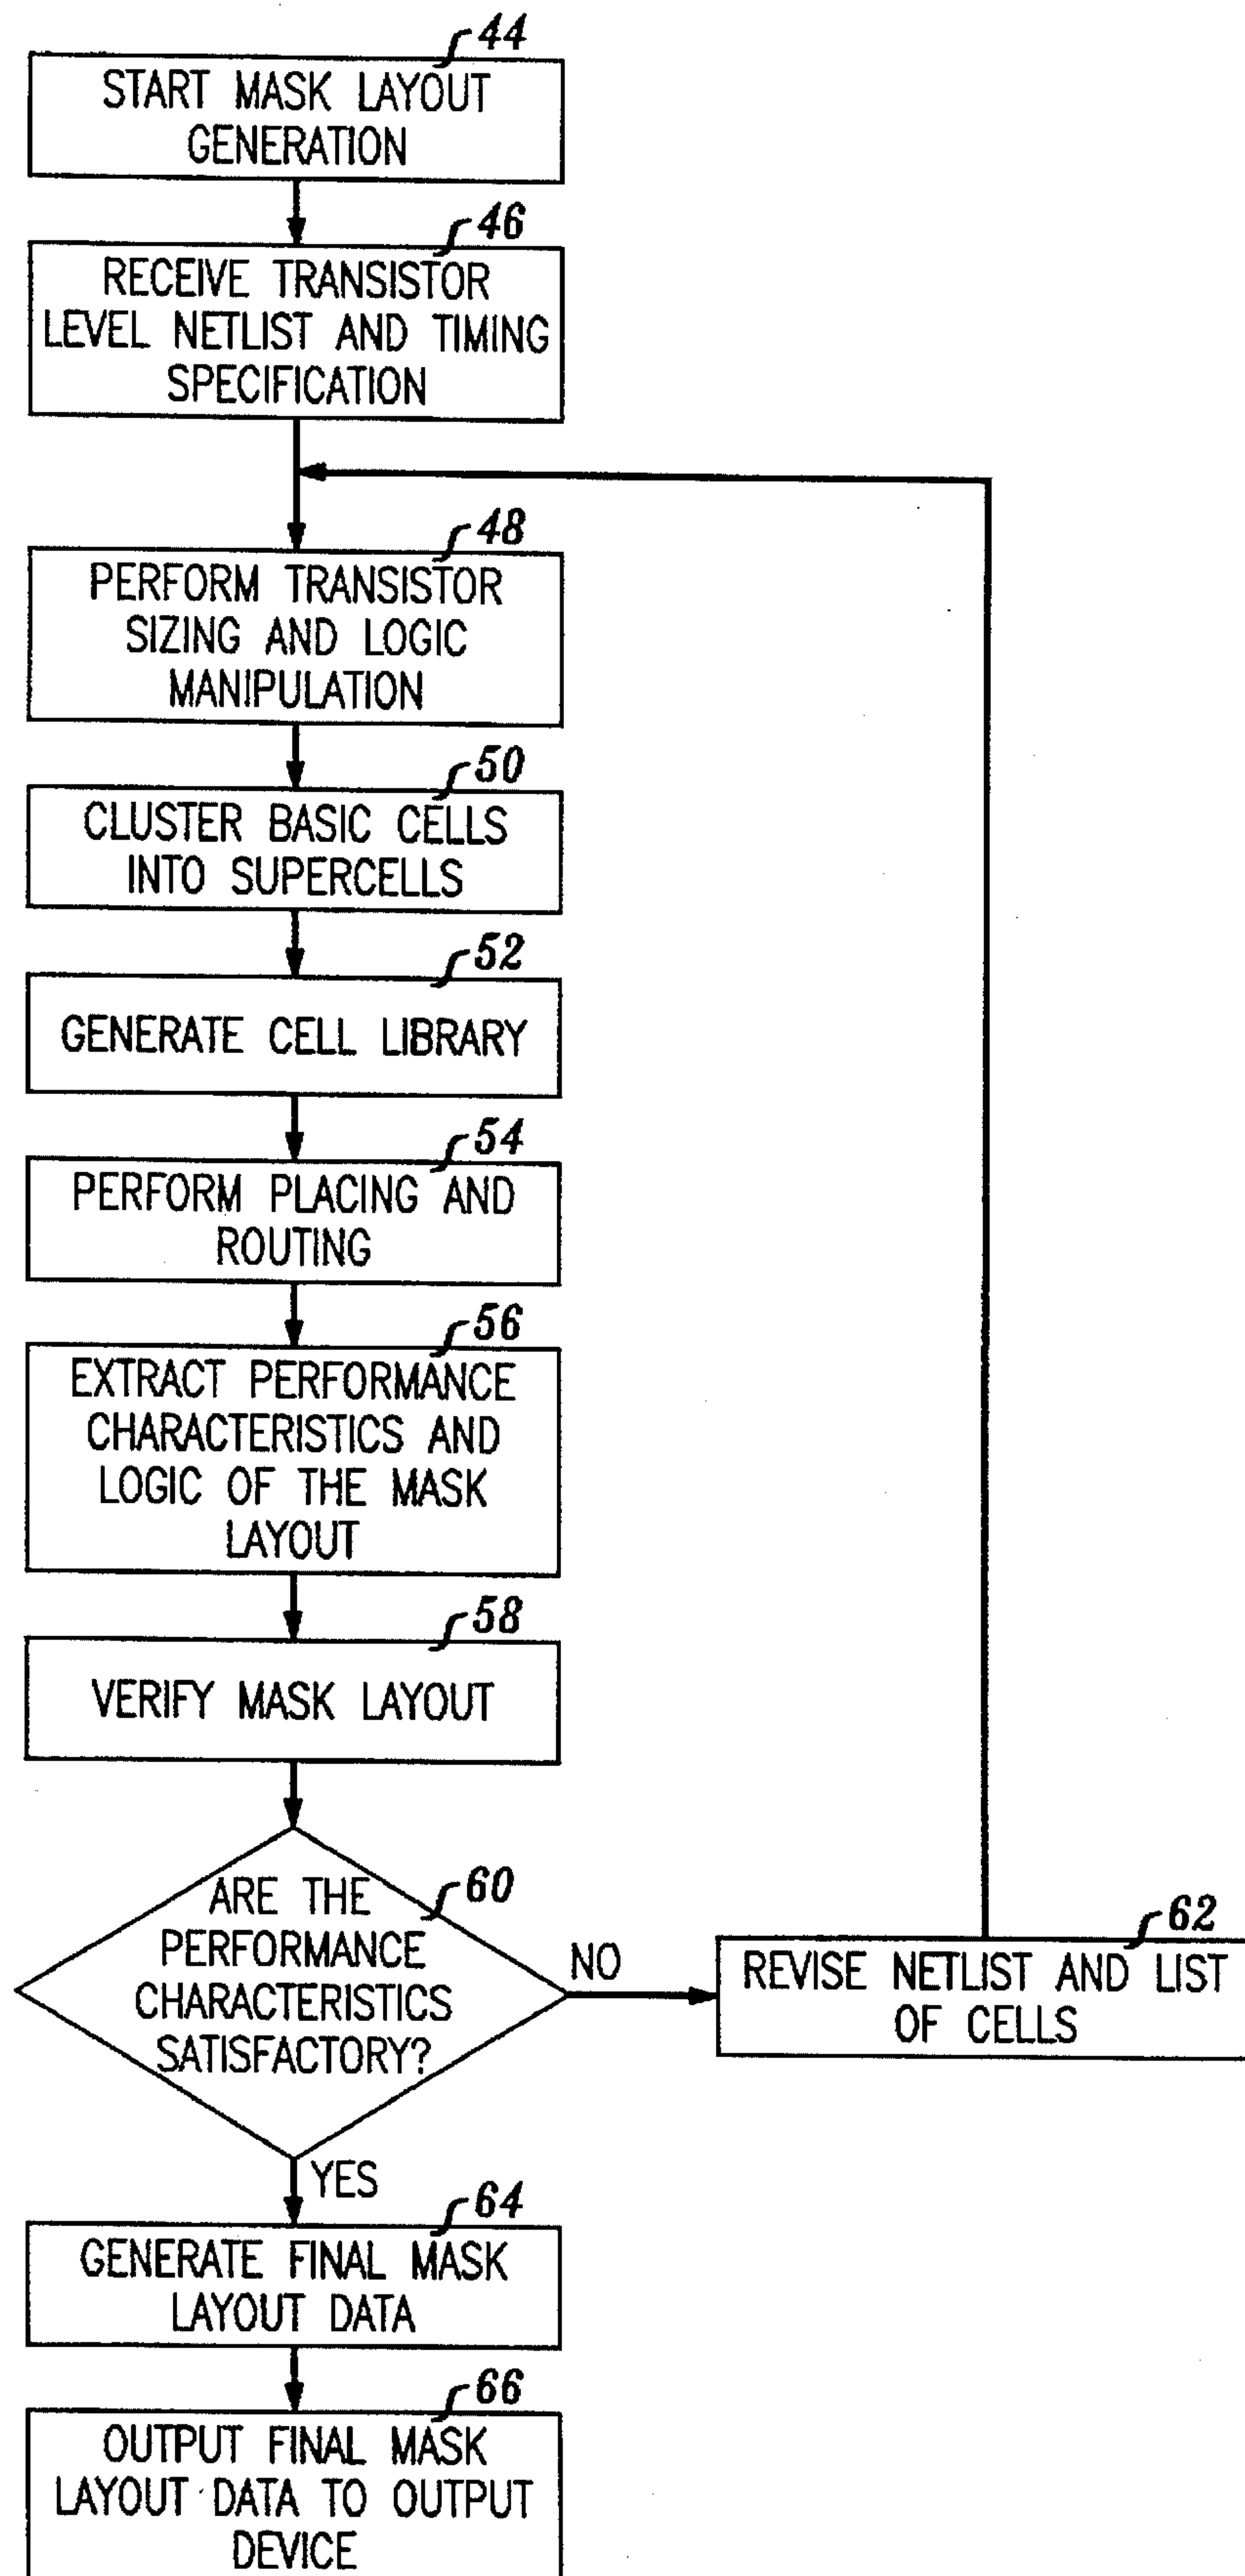 44
START MASK LAYOUT
GENERATION
46
RECEIVE TRANSISTOR
LEVEL NETLIST AND TIMING
SPECIFICATION
48
PERFORM TRANSISTOR
SIZING AND LOGIC
MANIPULATION
50
CLUSTER BASIC CELLS
INTO SUPERCELLS
52
GENERATE CELL LIBRARY
54
PERFORM PLACING AND
ROUTING
56
EXTRACT PERFORMANCE
CHARACTERISTICS AND
LOGIC OF THE MASK
LAYOUT
58
VERIFY MASK LAYOUT
60
ARE THE
PERFORMANCE
CHARACTERISTICS
SATISFACTORY?
NO
62
REVISE NETLIST AND LIST
OF CELLS
YES
64
GENERATE FINAL MASK
LAYOUT DATA
66
OUTPUT FINAL MASK
LAYOUT DATA TO OUTPUT
DEVICE